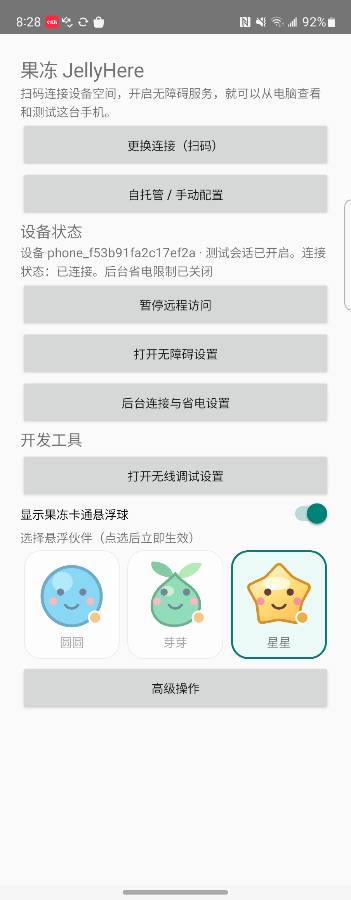 8:28
92%
果冻 JellyHere
扫码连接设备空间，开启无障碍服务，就可以从电脑查看
和测试这台手机。
更换连接（扫码）
自托管 / 手动配置
设备状态
设备 phone_f53b91fa2c17ef2a · 测试会话已开启。连接
状态：已连接。后台省电限制已关闭
暂停远程访问
打开无障碍设置
后台连接与省电设置
开发工具
打开无线调试设置
显示果冻卡通悬浮球
选择悬浮伙伴（点选后立即生效）
圆圆
芽芽
星星
高级操作